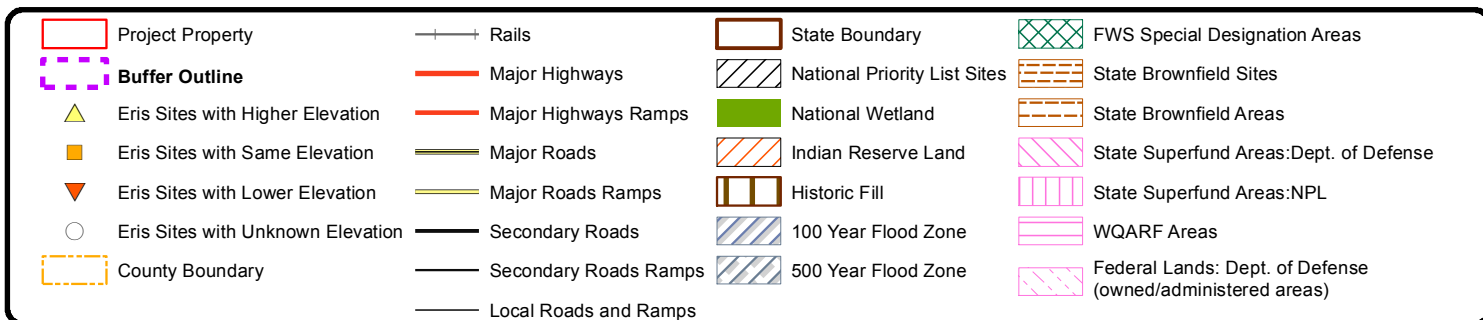 Project Property
Buffer Outline
Eris Sites with Higher Elevation
Eris Sites with Same Elevation
Eris Sites with Lower Elevation
Eris Sites with Unknown Elevation
County Boundary
Rails
Major Highways
Major Highways Ramps
Major Roads
Major Roads Ramps
Secondary Roads
Secondary Roads Ramps
Local Roads and Ramps
State Boundary
National Priority List Sites
National Wetland
Indian Reserve Land
Historic Fill
100 Year Flood Zone
500 Year Flood Zone
FWS Special Designation Areas
State Brownfield Sites
State Brownfield Areas
State Superfund Areas:Dept. of Defense
State Superfund Areas:NPL
WQARF Areas
Federal Lands: Dept. of Defense
(owned/administered areas)